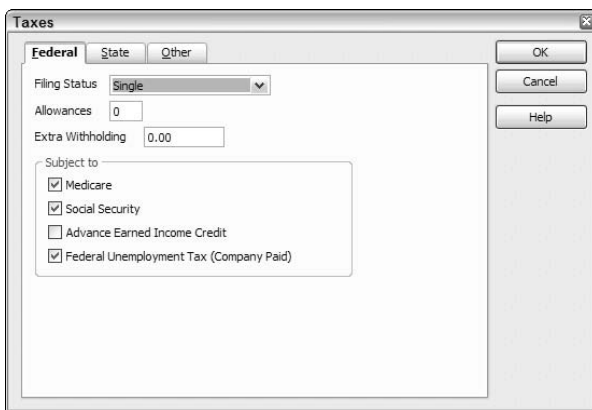 Taxes
Federal State Other
OK
Filing Status Single
Cancel
Allowances 0
Help
Extra Withholding 0.00
Subject to
Medicare
Social Security
Advance Earned Income Credit
Federal Unemployment Tax (Company Paid)